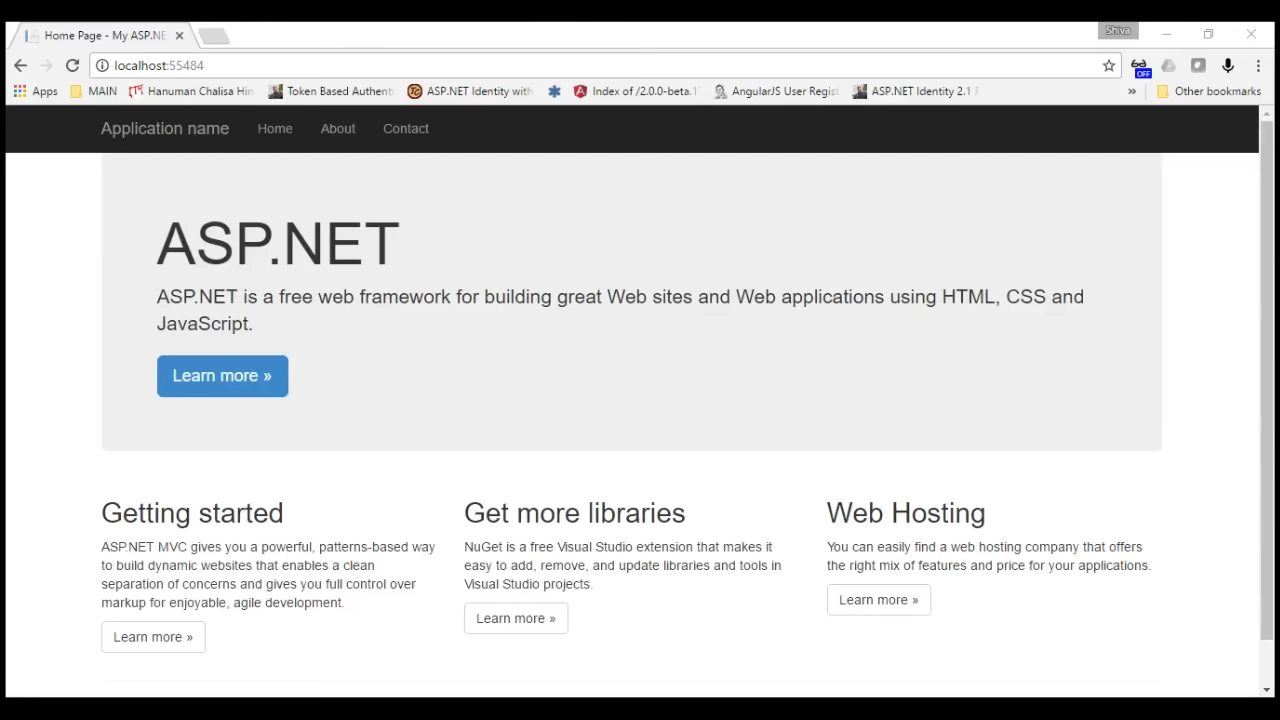 Home Page - My ASP.NE
Shiva
localhost:55484
OFF
Apps MAIN Hanuman Chalisa Hin Token Based Authenti ASP.NET Identity with Index of /2.0.0-beta.1 AngularJS User Regist ASP.NET Identity 2.1 » Other bookmarks
Application name Home About Contact
ASP.NET
ASP.NET is a free web framework for building great Web sites and Web applications using HTML, CSS and
JavaScript.
Learn more »
Getting started
ASP.NET MVC gives you a powerful, patterns-based way
to build dynamic websites that enables a clean
separation of concerns and gives you full control over
markup for enjoyable, agile development.
Learn more »
Get more libraries
NuGet is a free Visual Studio extension that makes it
easy to add, remove, and update libraries and tools in
Visual Studio projects.
Learn more »
Web Hosting
You can easily find a web hosting company that offers
the right mix of features and price for your applications.
Learn more »